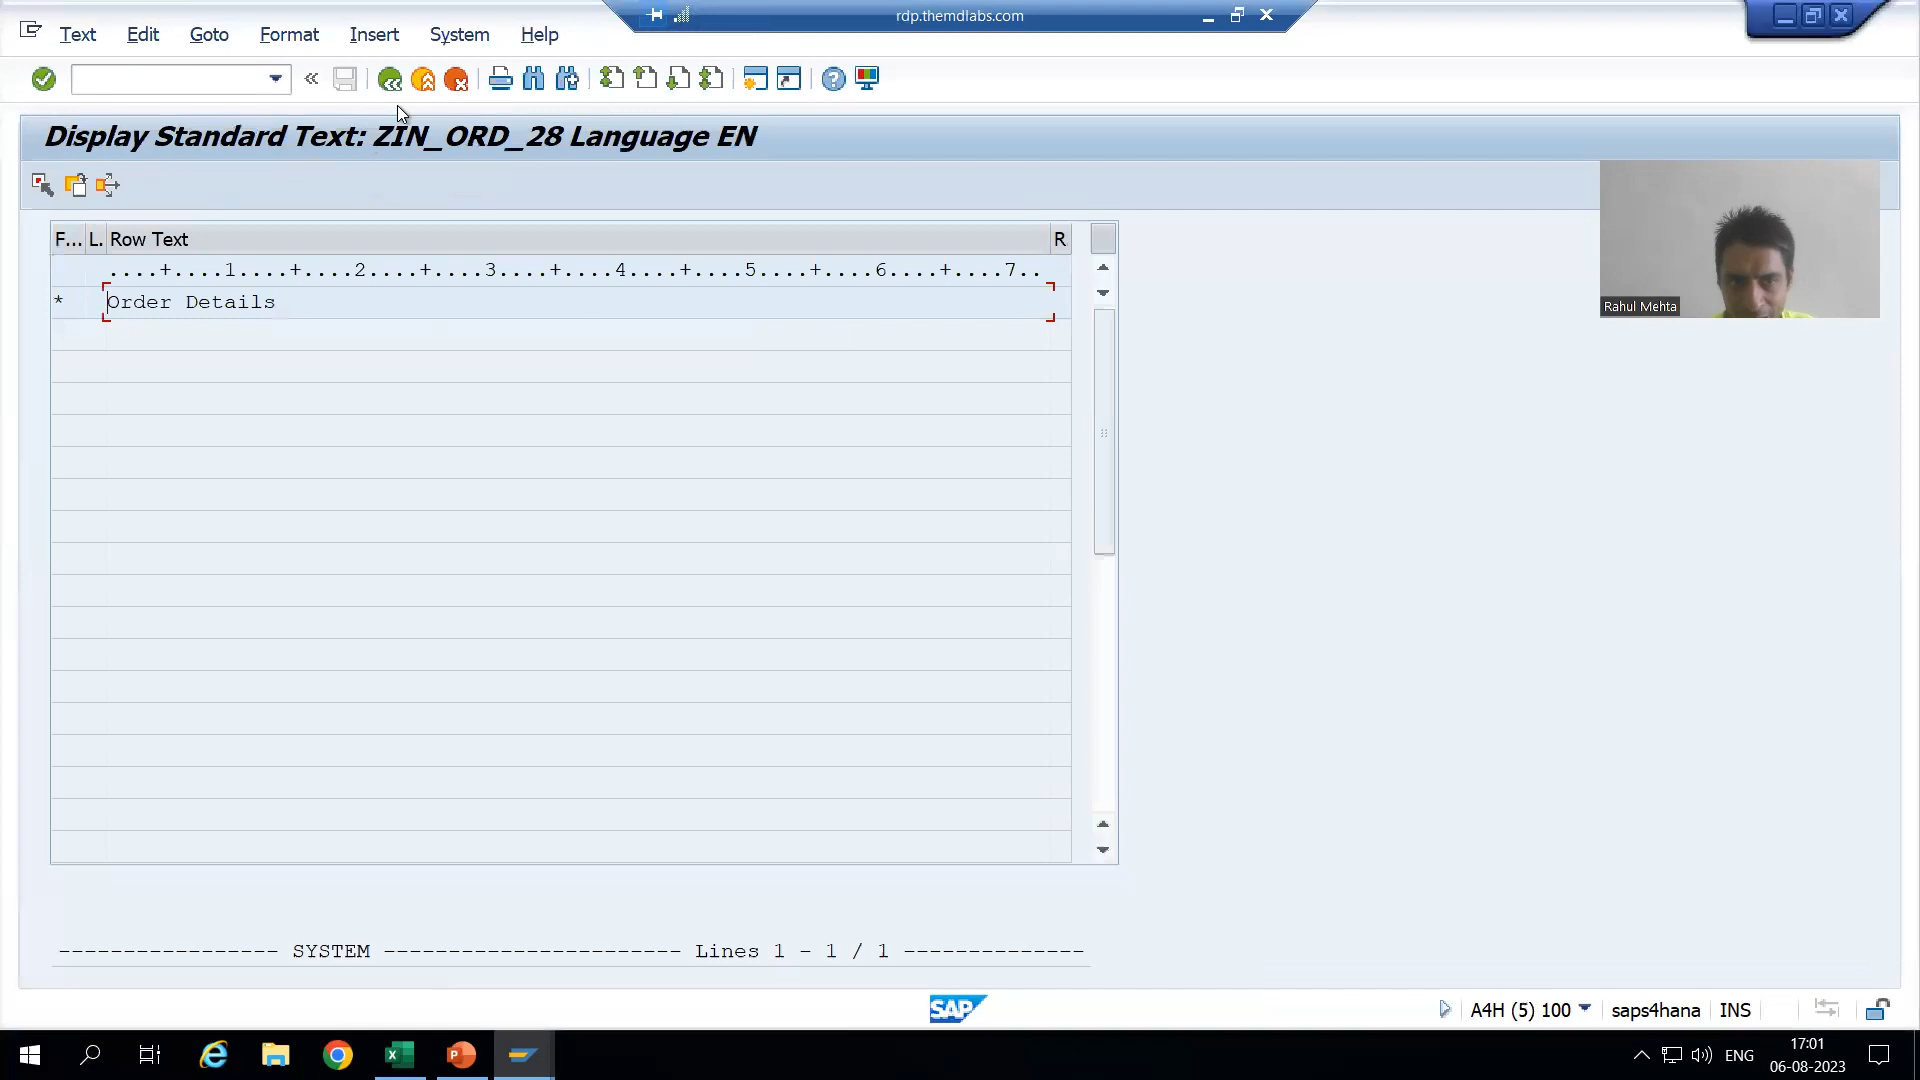 rdp.themdlabs.com
Text Edit Goto Format Insert System Help
Display Standard Text: ZIN_ORD_28 Language EN
F... L. Row Text R.
....+....1....+....2....+....3....+....4....+....5....+....6....+....7..
* Order Details
Rahul Mehta
---------------- SYSTEM ---------------------- Lines 1 - 1 / 1 --------------
SAP
A4H (5) 100 saps4hana INS
ENG
17:01
06-08-2023